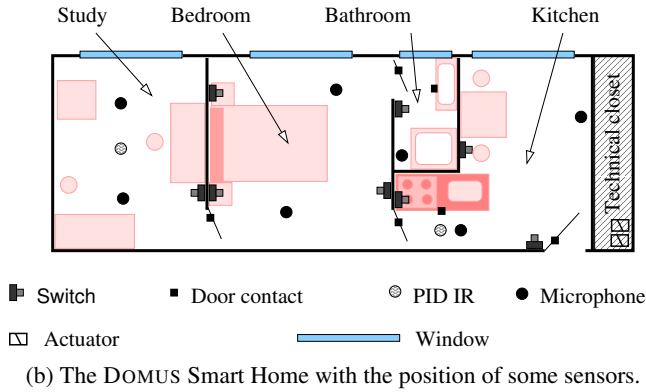 Study Bedroom Bathroom Kitchen
Technical closet
Switch Door contact PID IR Microphone
Actuator Window
(b) The DOMUS Smart Home with the position of some sensors.